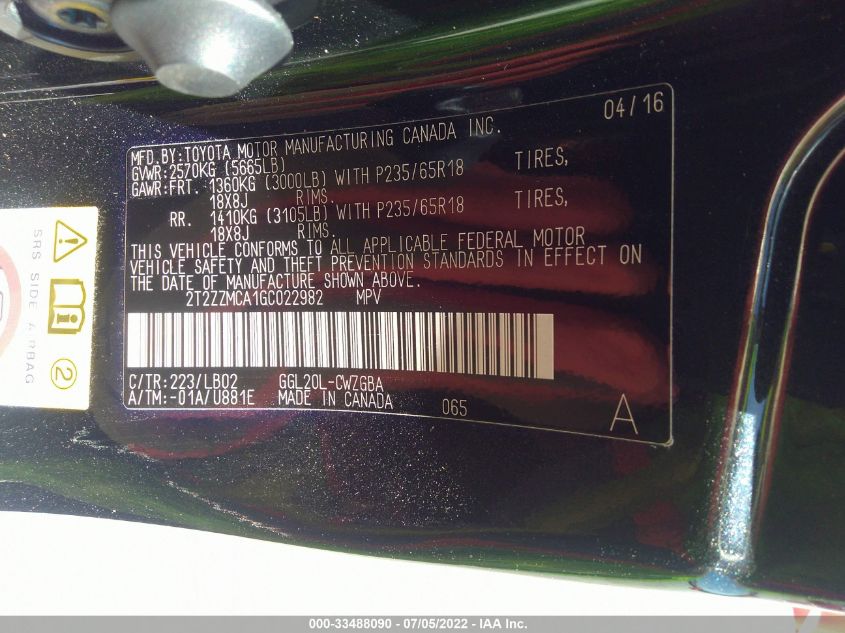 04/16
MFD.BY:TOYOTA MOTOR MANUFACTURING CANADA INC.
GVWR:2570KG (5665LB)
GAWR:FRT. 1360KG (3000LB) WITH P235/65R18 TIRES,
18X8J RIMS.
RR. 1410KG (3105LB) WITH P235/65R18 TIRES,
18X8J RIMS.
THIS VEHICLE CONFORMS TO ALL APPLICABLE FEDERAL MOTOR
VEHICLE SAFETY AND THEFT PREVENTION STANDARDS IN EFFECT ON
THE DATE OF MANUFACTURE SHOWN ABOVE.
2T2ZZMCA1GC022982 MPV
C/TR:223/LB02 GGL20L-CWZGBA
A/TM:-01A/U881E MADE IN CANADA 065 A
SRS SIDE AIRBAG
2
000-33488090 - 07/05/2022 - IAA Inc.